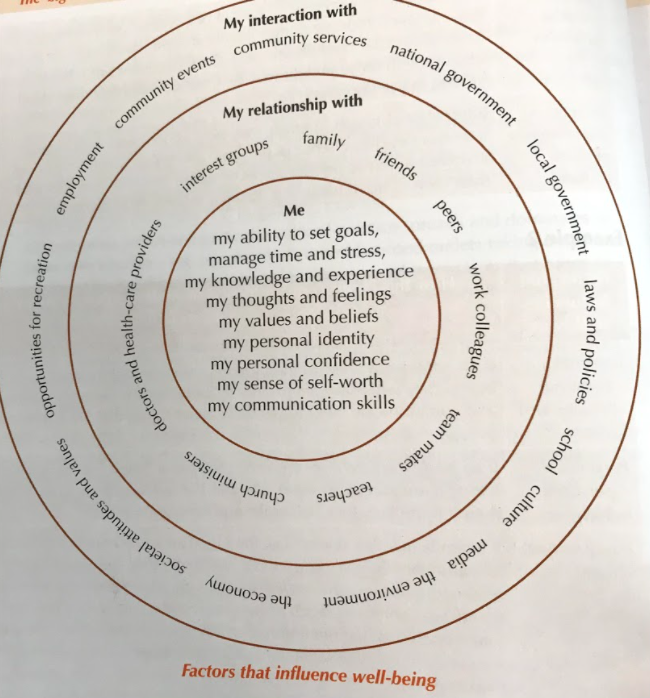 My interaction with
community services
national government
local government
laws and policies
school
culture
media
the environment
the economy
societal attitudes and values
opportunities for recreation
employment
community events
My relationship with
family
friends
peers
work colleagues
team mates
teachers
church ministers
doctors and health-care providers
interest groups
Me
my ability to set goals,
manage time and stress,
my knowledge and experience
my thoughts and feelings
my values and beliefs
my personal identity
my personal confidence
my sense of self-worth
my communication skills
Factors that influence well-being